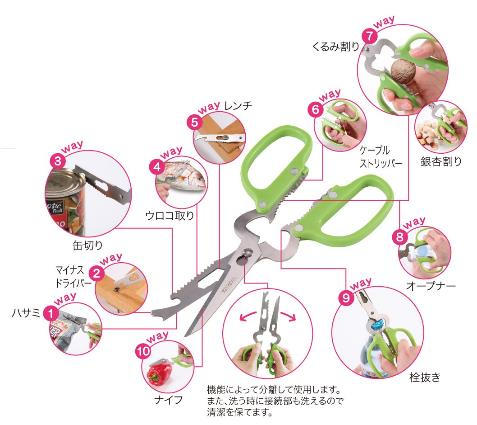 1 way
ハサミ
2 way
マイナス
ドライバー
3 way
缶切り
4 way
ウロコ取り
5 way
レンチ
6 way
ケーブル
ストリッパー
7 way
くるみ割り
銀杏割り
8 way
オープナー
9 way
栓抜き
10 way
ナイフ
機能によって分離して使用します。
また、洗う時に接続部も洗えるので
清潔を保てます。